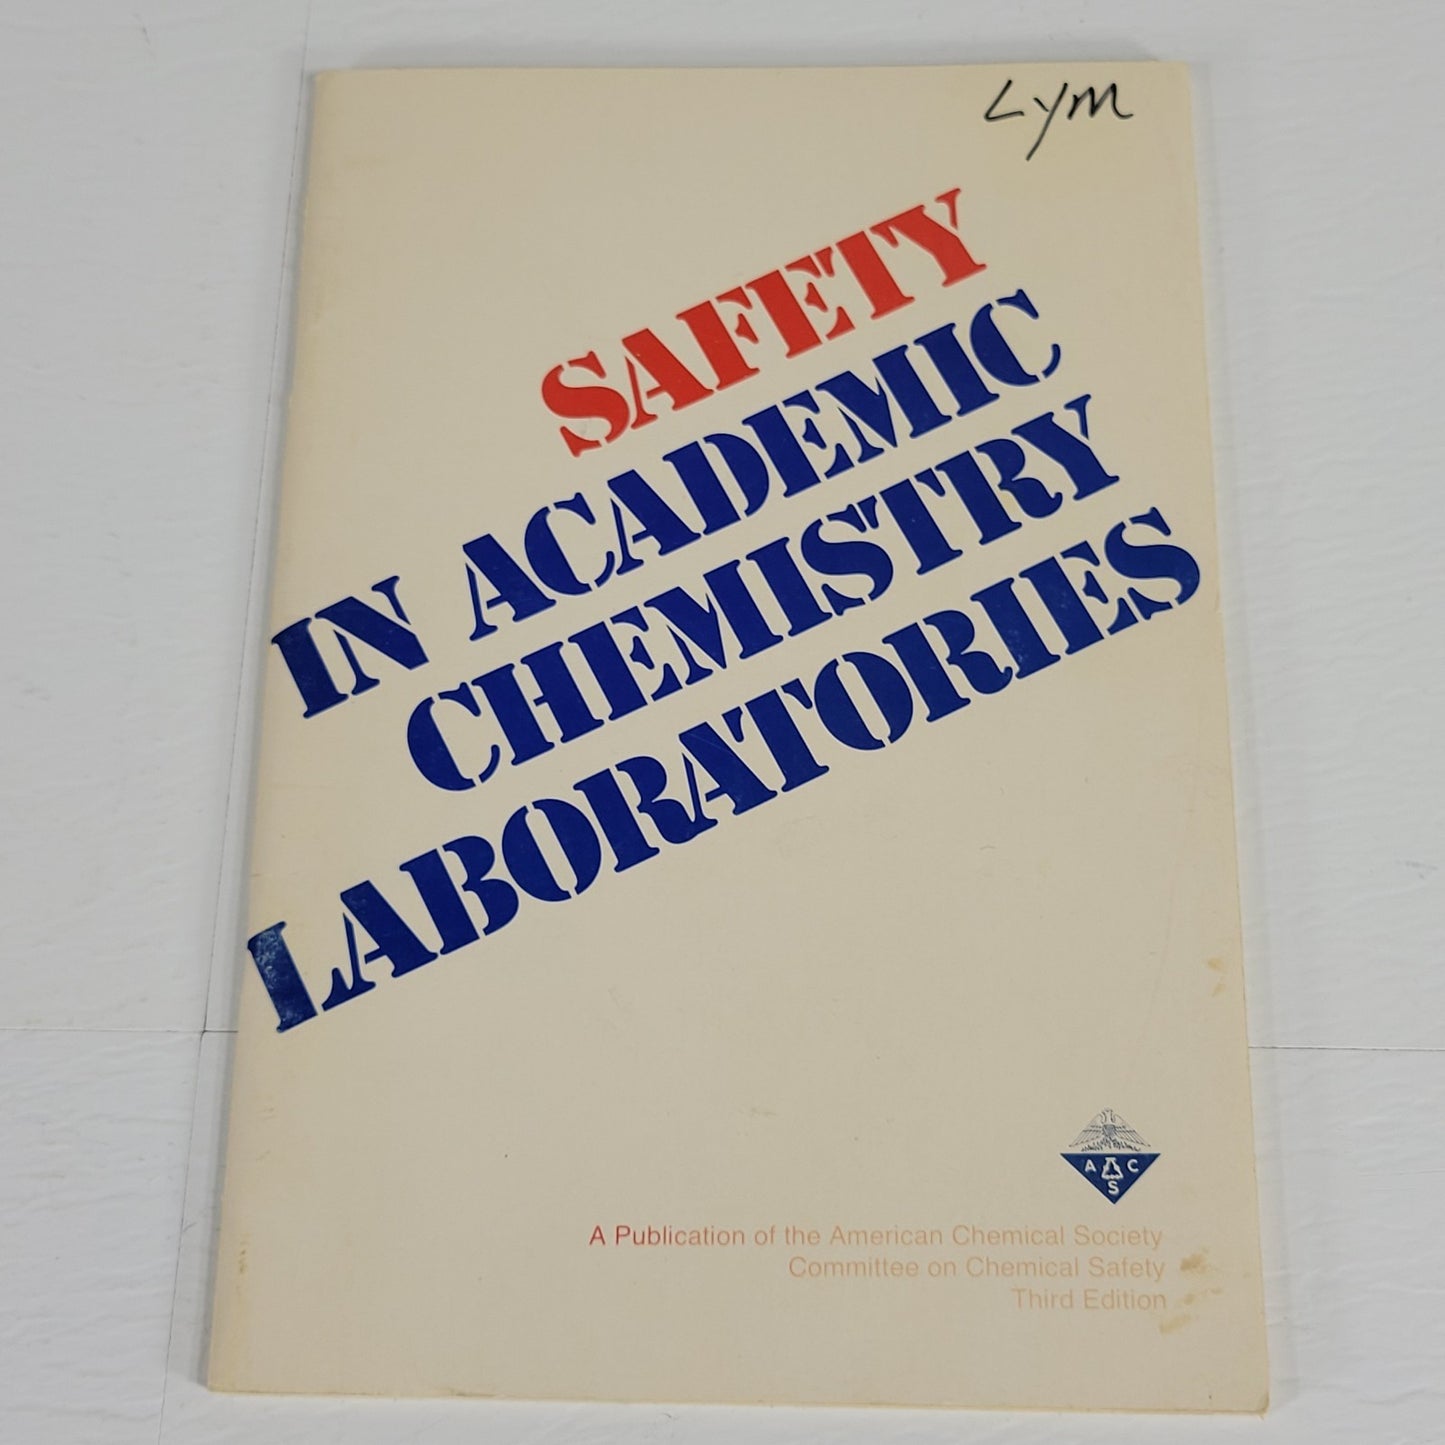 Lym
SAFETY
IN ACADEMIC
CHEMISTRY
LABORATORIES
A C
S
A Publication of the American Chemical Society
Committee on Chemical Safety
Third Edition